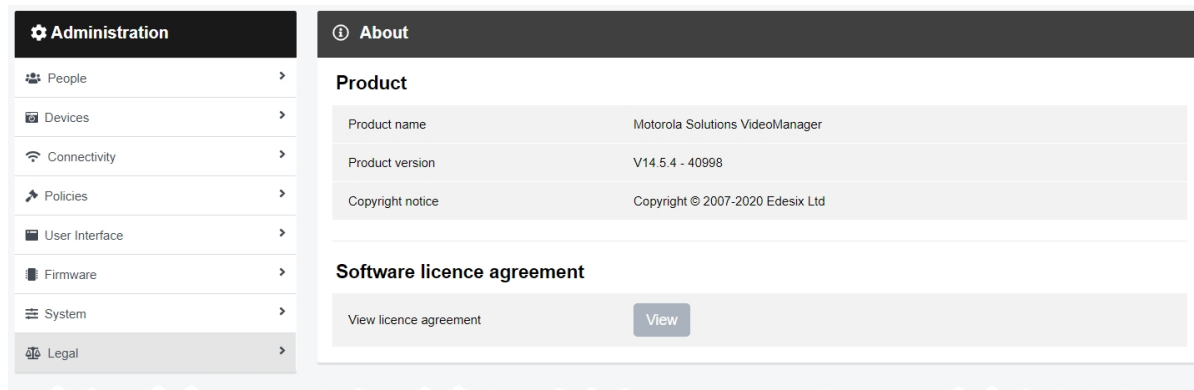 Administration
People
Devices
Connectivity
Policies
User Interface
Firmware
System
Legal
About
Product
Product name Motorola Solutions VideoManager
Product version V14.5.4 - 40998
Copyright notice Copyright © 2007-2020 Edesix Ltd
Software licence agreement
View licence agreement View